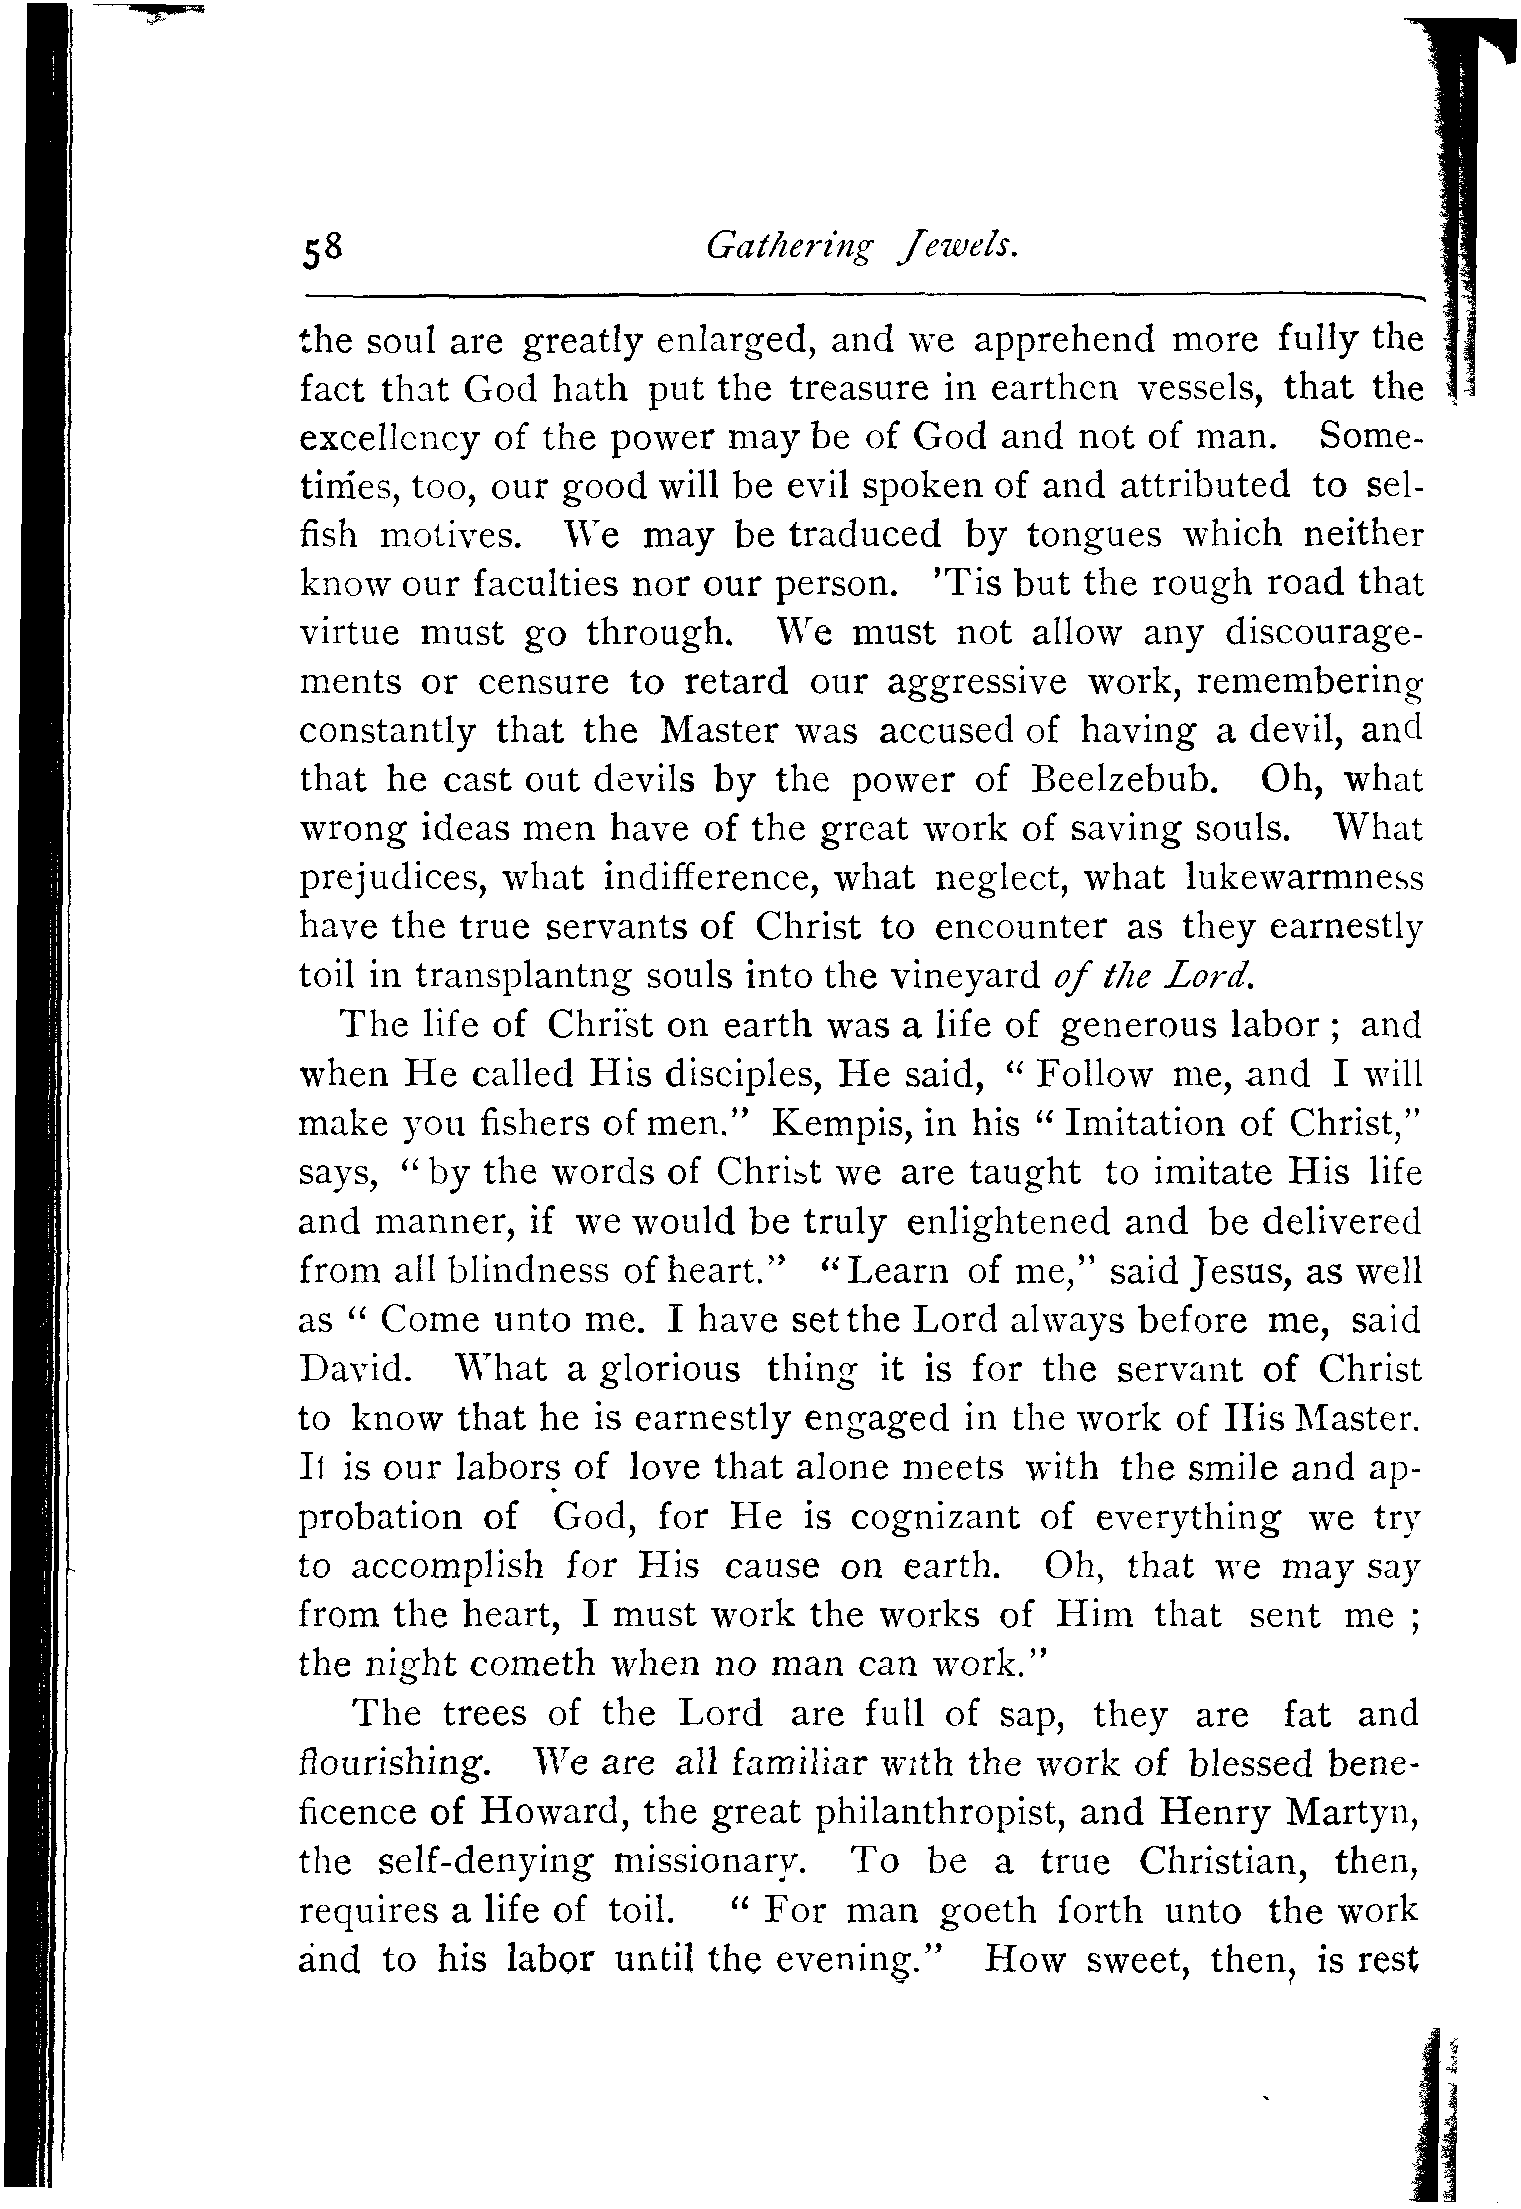 58 Gathering Jewels.
the soul are greatly enlarged, and we apprehend more fully the
fact that God hath put the treasure in earthen vessels, that the
excellency of the power may be of God and not of man. Some-
times, too, our good will be evil spoken of and attributed to sel-
fish motives. We may be traduced by tongues which neither
know our faculties nor our person. 'Tis but the rough road that
virtue must go through. We must not allow any discourage-
ments or censure to retard our aggressive work, remembering
constantly that the Master was accused of having a devil, and
that he cast out devils by the power of Beelzebub. Oh, what
wrong ideas men have of the great work of saving souls. What
prejudices, what indifference, what neglect, what lukewarmness
have the true servants of Christ to encounter as they earnestly
toil in transplantng souls into the vineyard of the Lord.
The life of Christ on earth was a life of generous labor ; and
when He called His disciples, He said, " Follow me, and I will
make you fishers of men." Kempis, in his " Imitation of Christ,"
says, " by the words of Christ we are taught to imitate His life
and manner, if we would be truly enlightened and be delivered
from all blindness of heart." "Learn of me," said Jesus, as well
as " Come unto me. I have set the Lord always before me, said
David. What a glorious thing it is for the servant of Christ
to know that he is earnestly engaged in the work of His Master.
It is our labors of love that alone meets with the smile and ap-
probation of God, for He is cognizant of everything we try
to accomplish for His cause on earth. Oh, that we may say
from the heart, I must work the works of Him that sent me ;
the night cometh when no man can work."
The trees of the Lord are full of sap, they are fat and
flourishing. We are all familiar with the work of blessed bene-
ficence of Howard, the great philanthropist, and Henry Martyn,
the self-denying missionary. To be a true Christian, then,
requires a life of toil. " For man goeth forth unto the work
and to his labor until the evening." How sweet, then, is rest